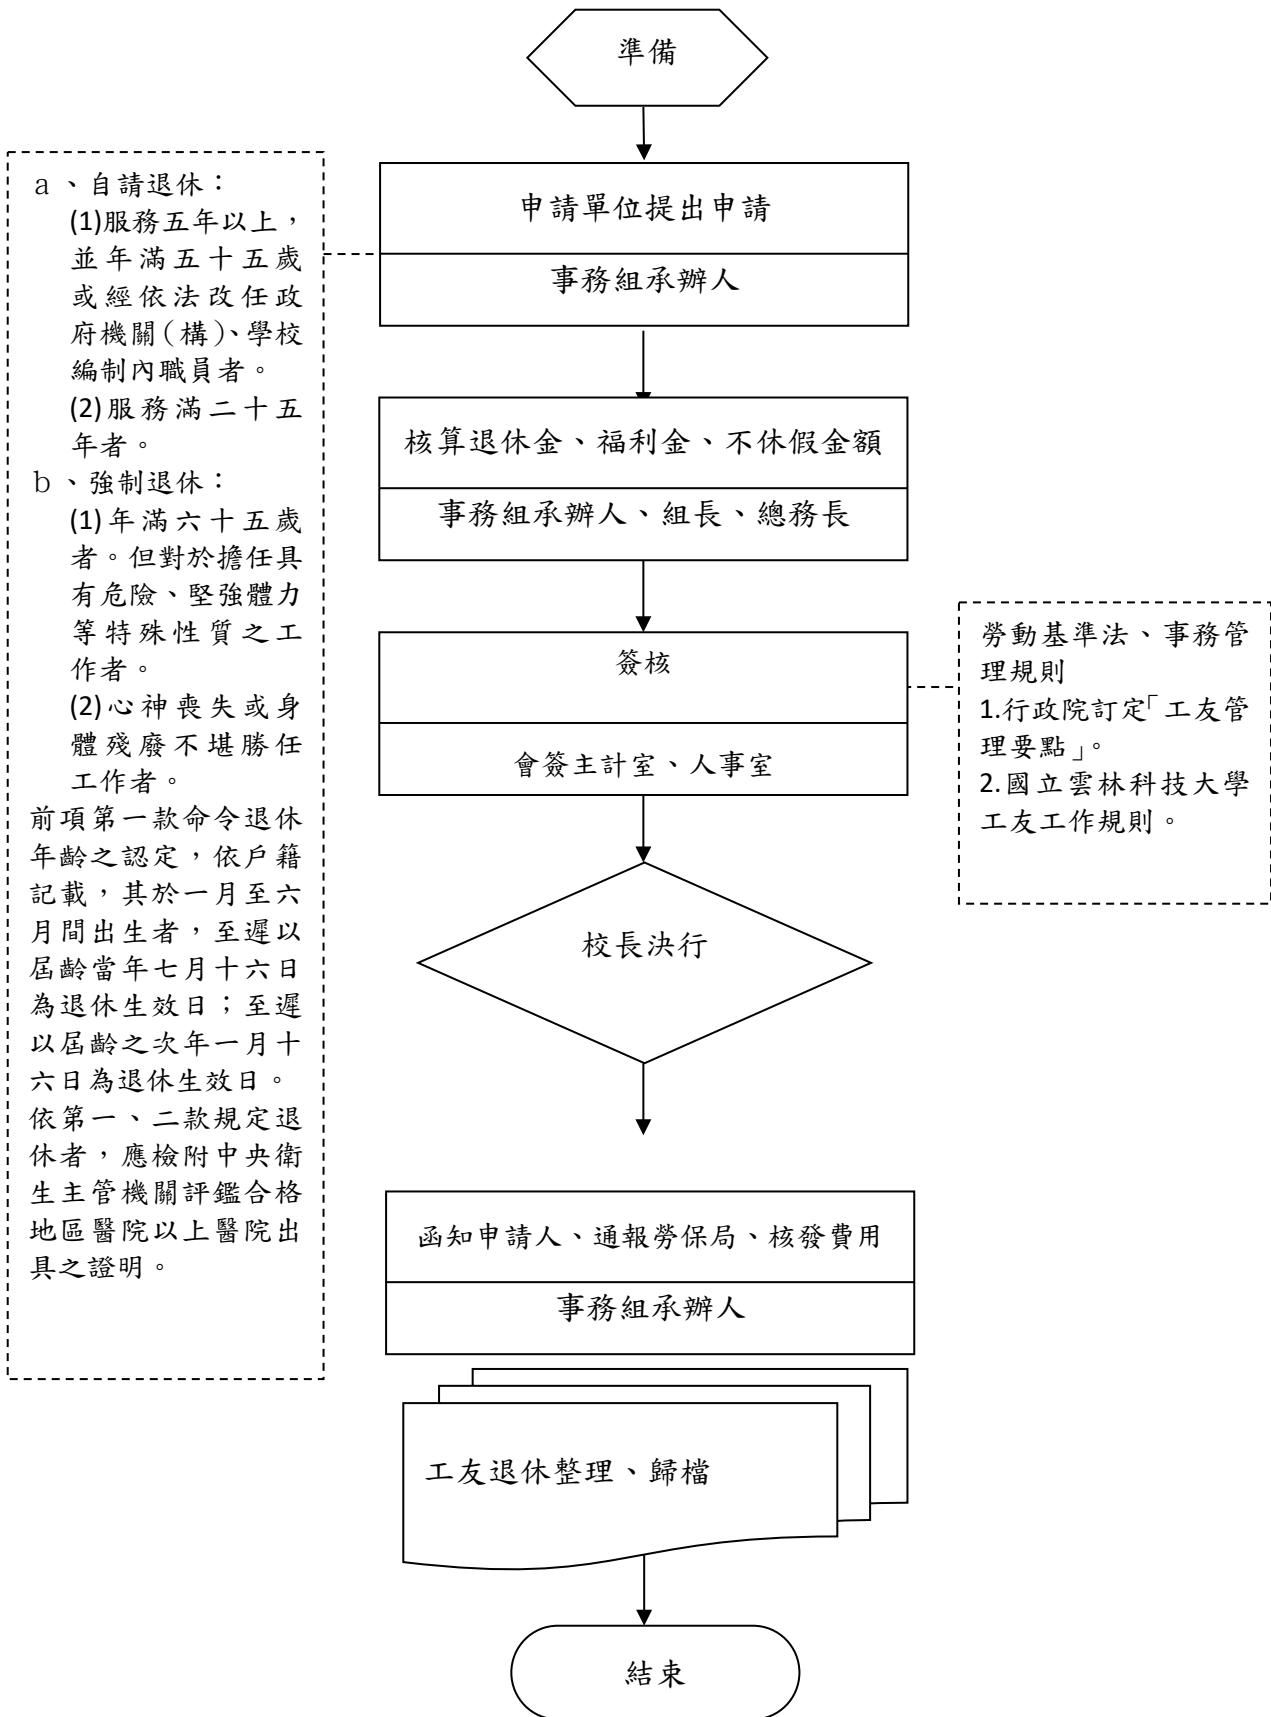 準備
申請單位提出申請
事務組承辦人
a、自請退休：
(1)服務五年以上，
並年滿五十五歲
或經依法改任政
府機關(構)、學校
編制內職員者。
(2)服務滿二十五
年者。
b、強制退休：
(1)年滿六十五歲
者。但對於擔任具
有危險、堅強體力
等特殊性質之工
作者。
(2)心神喪失或身
體殘廢不堪勝任
工作者。
前項第一款命令退休
年齡之認定，依戶籍
記載，其於一月至六
月間出生者，至遲以
屆齡當年七月十六日
為退休生效日；至遲
以屆齡之次年一月十
六日為退休生效日。
依第一、二款規定退
休者，應檢附中央衛
生主管機關評鑑合格
地區醫院以上醫院出
具之證明。
核算退休金、福利金、不休假金額
事務組承辦人、組長、總務長
簽核
會簽主計室、人事室
勞動基準法、事務管
理規則
1.行政院訂定「工友管
理要點」。
2.國立雲林科技大學
工友工作規則。
校長決行
函知申請人、通報勞保局、核發費用
事務組承辦人
工友退休整理、歸檔
結束